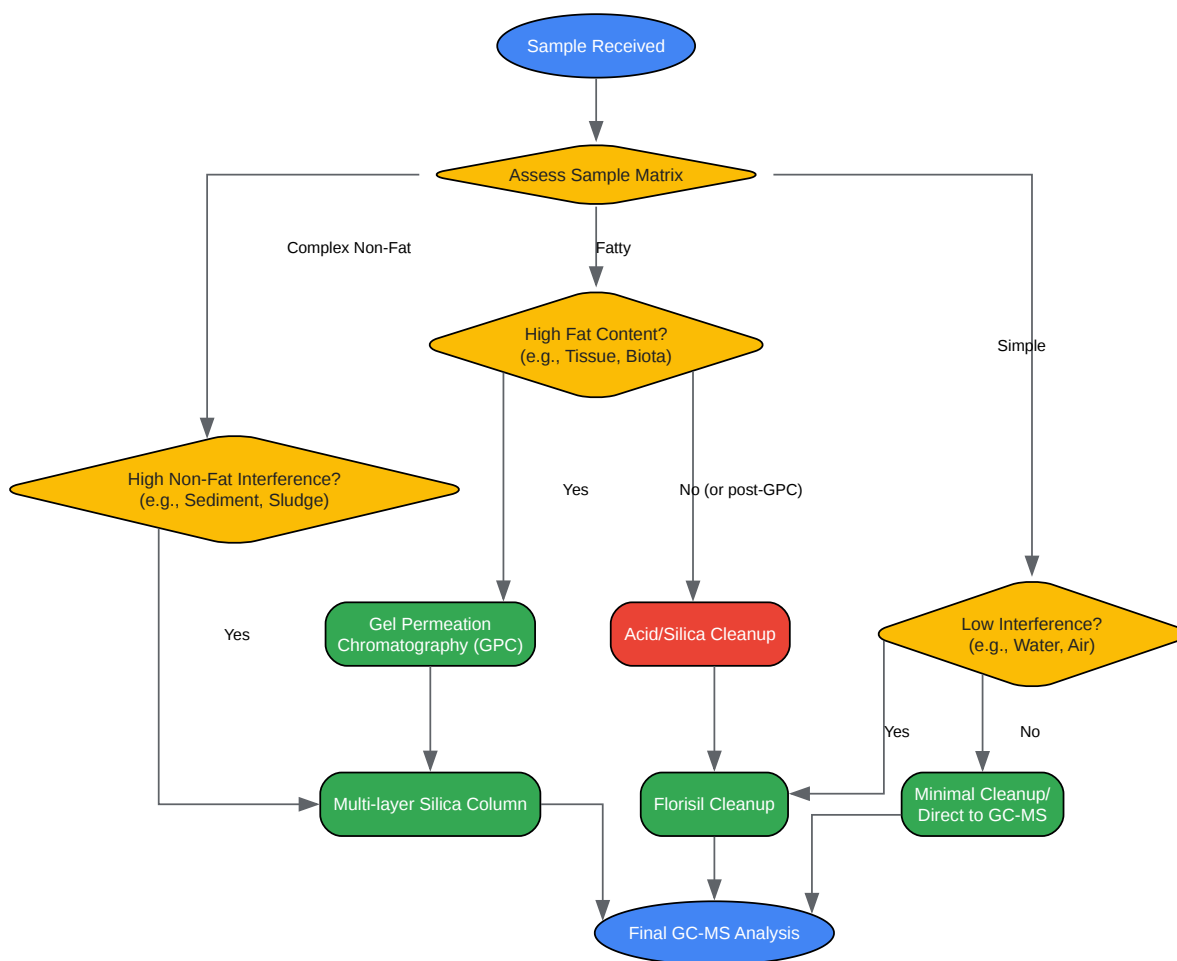 Sample Received
Assess Sample Matrix
Complex Non-Fat
Fatty
High Fat Content?
(e.g., Tissue, Biota)
Simple
High Non-Fat Interference?
(e.g., Sediment, Sludge)
Yes
No (or post-GPC)
Yes
Gel Permeation
Chromatography (GPC)
Acid/Silica Cleanup
Low Interference?
(e.g., Water, Air)
Yes
No
Multi-layer Silica Column
Florisil Cleanup
Minimal Cleanup/
Direct to GC-MS
Final GC-MS Analysis